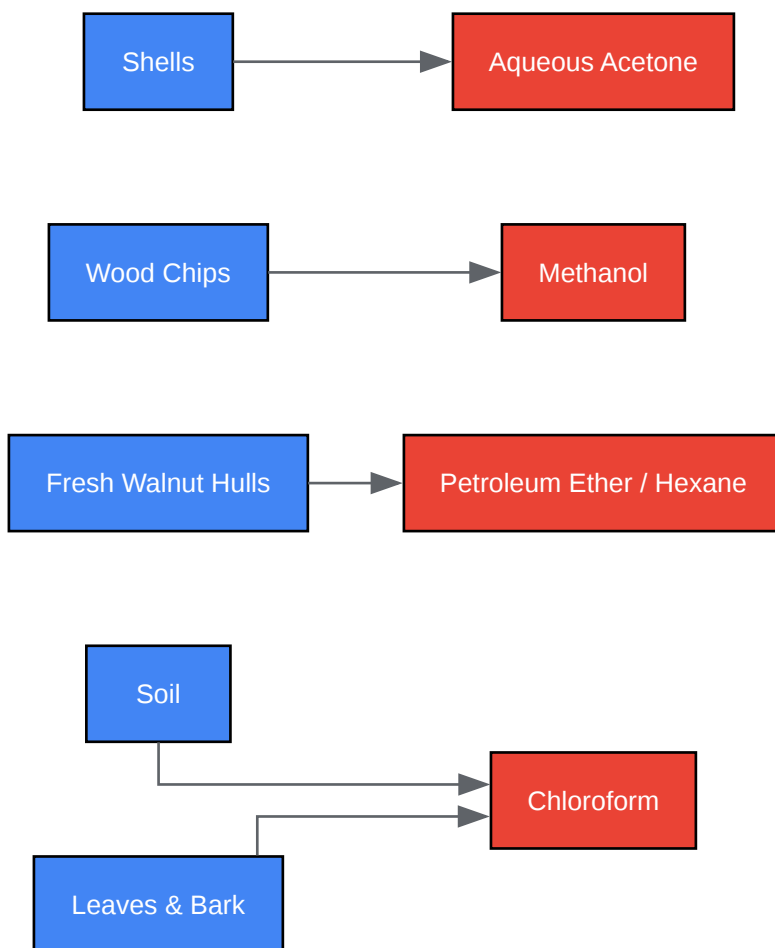 Shells
Aqueous Acetone
Wood Chips
Methanol
Fresh Walnut Hulls
Petroleum Ether / Hexane
Soil
Chloroform
Leaves & Bark